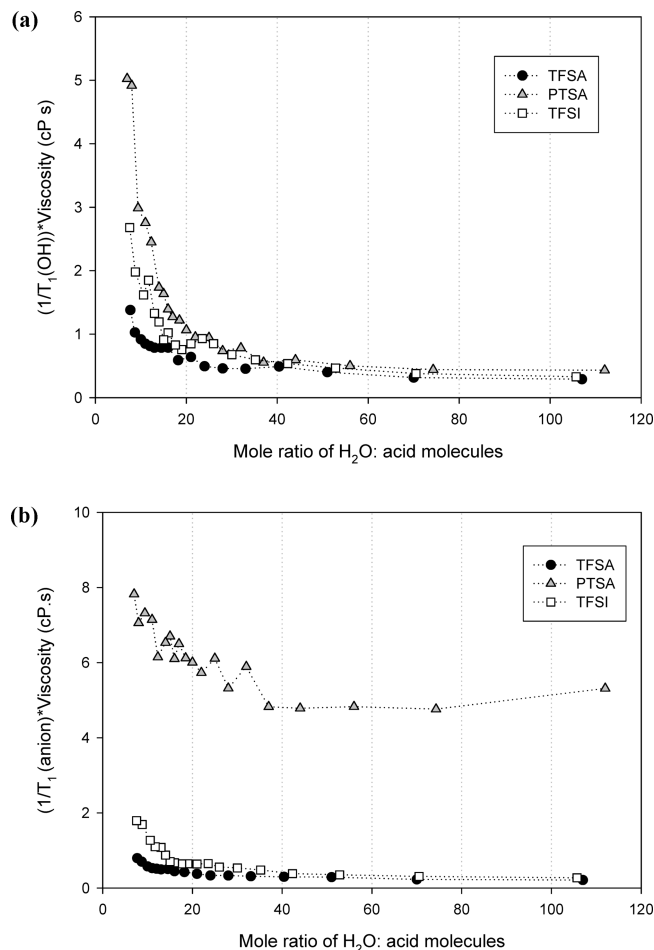 (a)
(1/T₁(OH))*Viscosity (cP s)
6
5
4
3
2
1
0
TFSA
PTSA
TFSI
0 20 40 60 80 100 120
Mole ratio of H₂O: acid molecules
(b)
(1/T₁ (anion)*Viscosity (cP.s)
10
8
6
4
2
0
TFSA
PTSA
TFSI
0 20 40 60 80 100 120
Mole ratio of H₂O: acid molecules